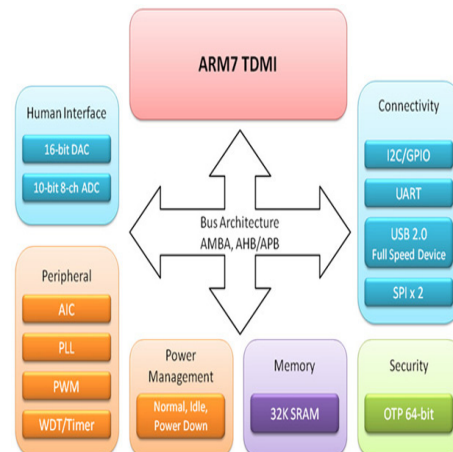 ARM7 TDMI
Human Interface
16-bit DAC
10-bit 8-ch ADC
Connectivity
I2C/GPIO
UART
USB 2.0
Full Speed Device
SPI x 2
Bus Architecture
AMBA, AHB/APB
Peripheral
AIC
PLL
PWM
WDT/Timer
Power
Management
Normal, Idle,
Power Down
Memory
32K SRAM
Security
OTP 64-bit